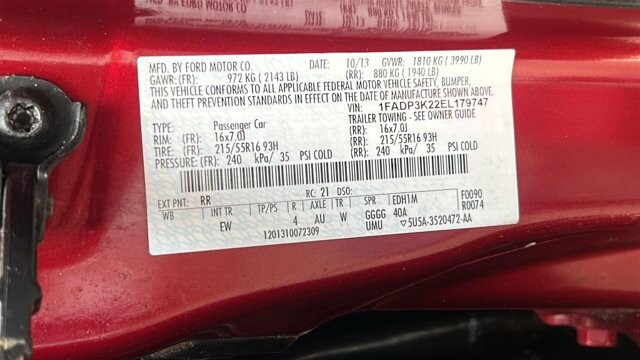 MFD. BY FORD MOTOR CO. DATE: 10/13 GVWR: 1810 KG ( 3990 LB)
GAWR: (FR): 972 KG ( 2143 LB) (RR): 880 KG ( 1940 LB)
THIS VEHICLE CONFORMS TO ALL APPLICABLE FEDERAL MOTOR VEHICLE SAFETY, BUMPER,
AND THEFT PREVENTION STANDARDS IN EFFECT ON THE DATE OF MANUFACTURE SHOWN ABOVE.
VIN: 1FADP3K22EL179747
TYPE: Passenger Car TRAILER TOWING - SEE OWNER GUIDE
RIM: (FR): 16x7.0J (RR): 16x7.0J
TIRE: (FR): 215/55R16 93H (RR): 215/55R16 93H
PRESSURE: (FR): 240 kPa/ 35 PSI COLD (RR): 240 kPa/ 35 PSI COLD
EXT PNT: RR RC: 21 DSO: F0090
WB INT TR TP/PS R AXLE TR SPR EDH1M R0074
EW 4 AU W GGGG 40A
1201310072309 UMU ▽5U5A-3520472-AA